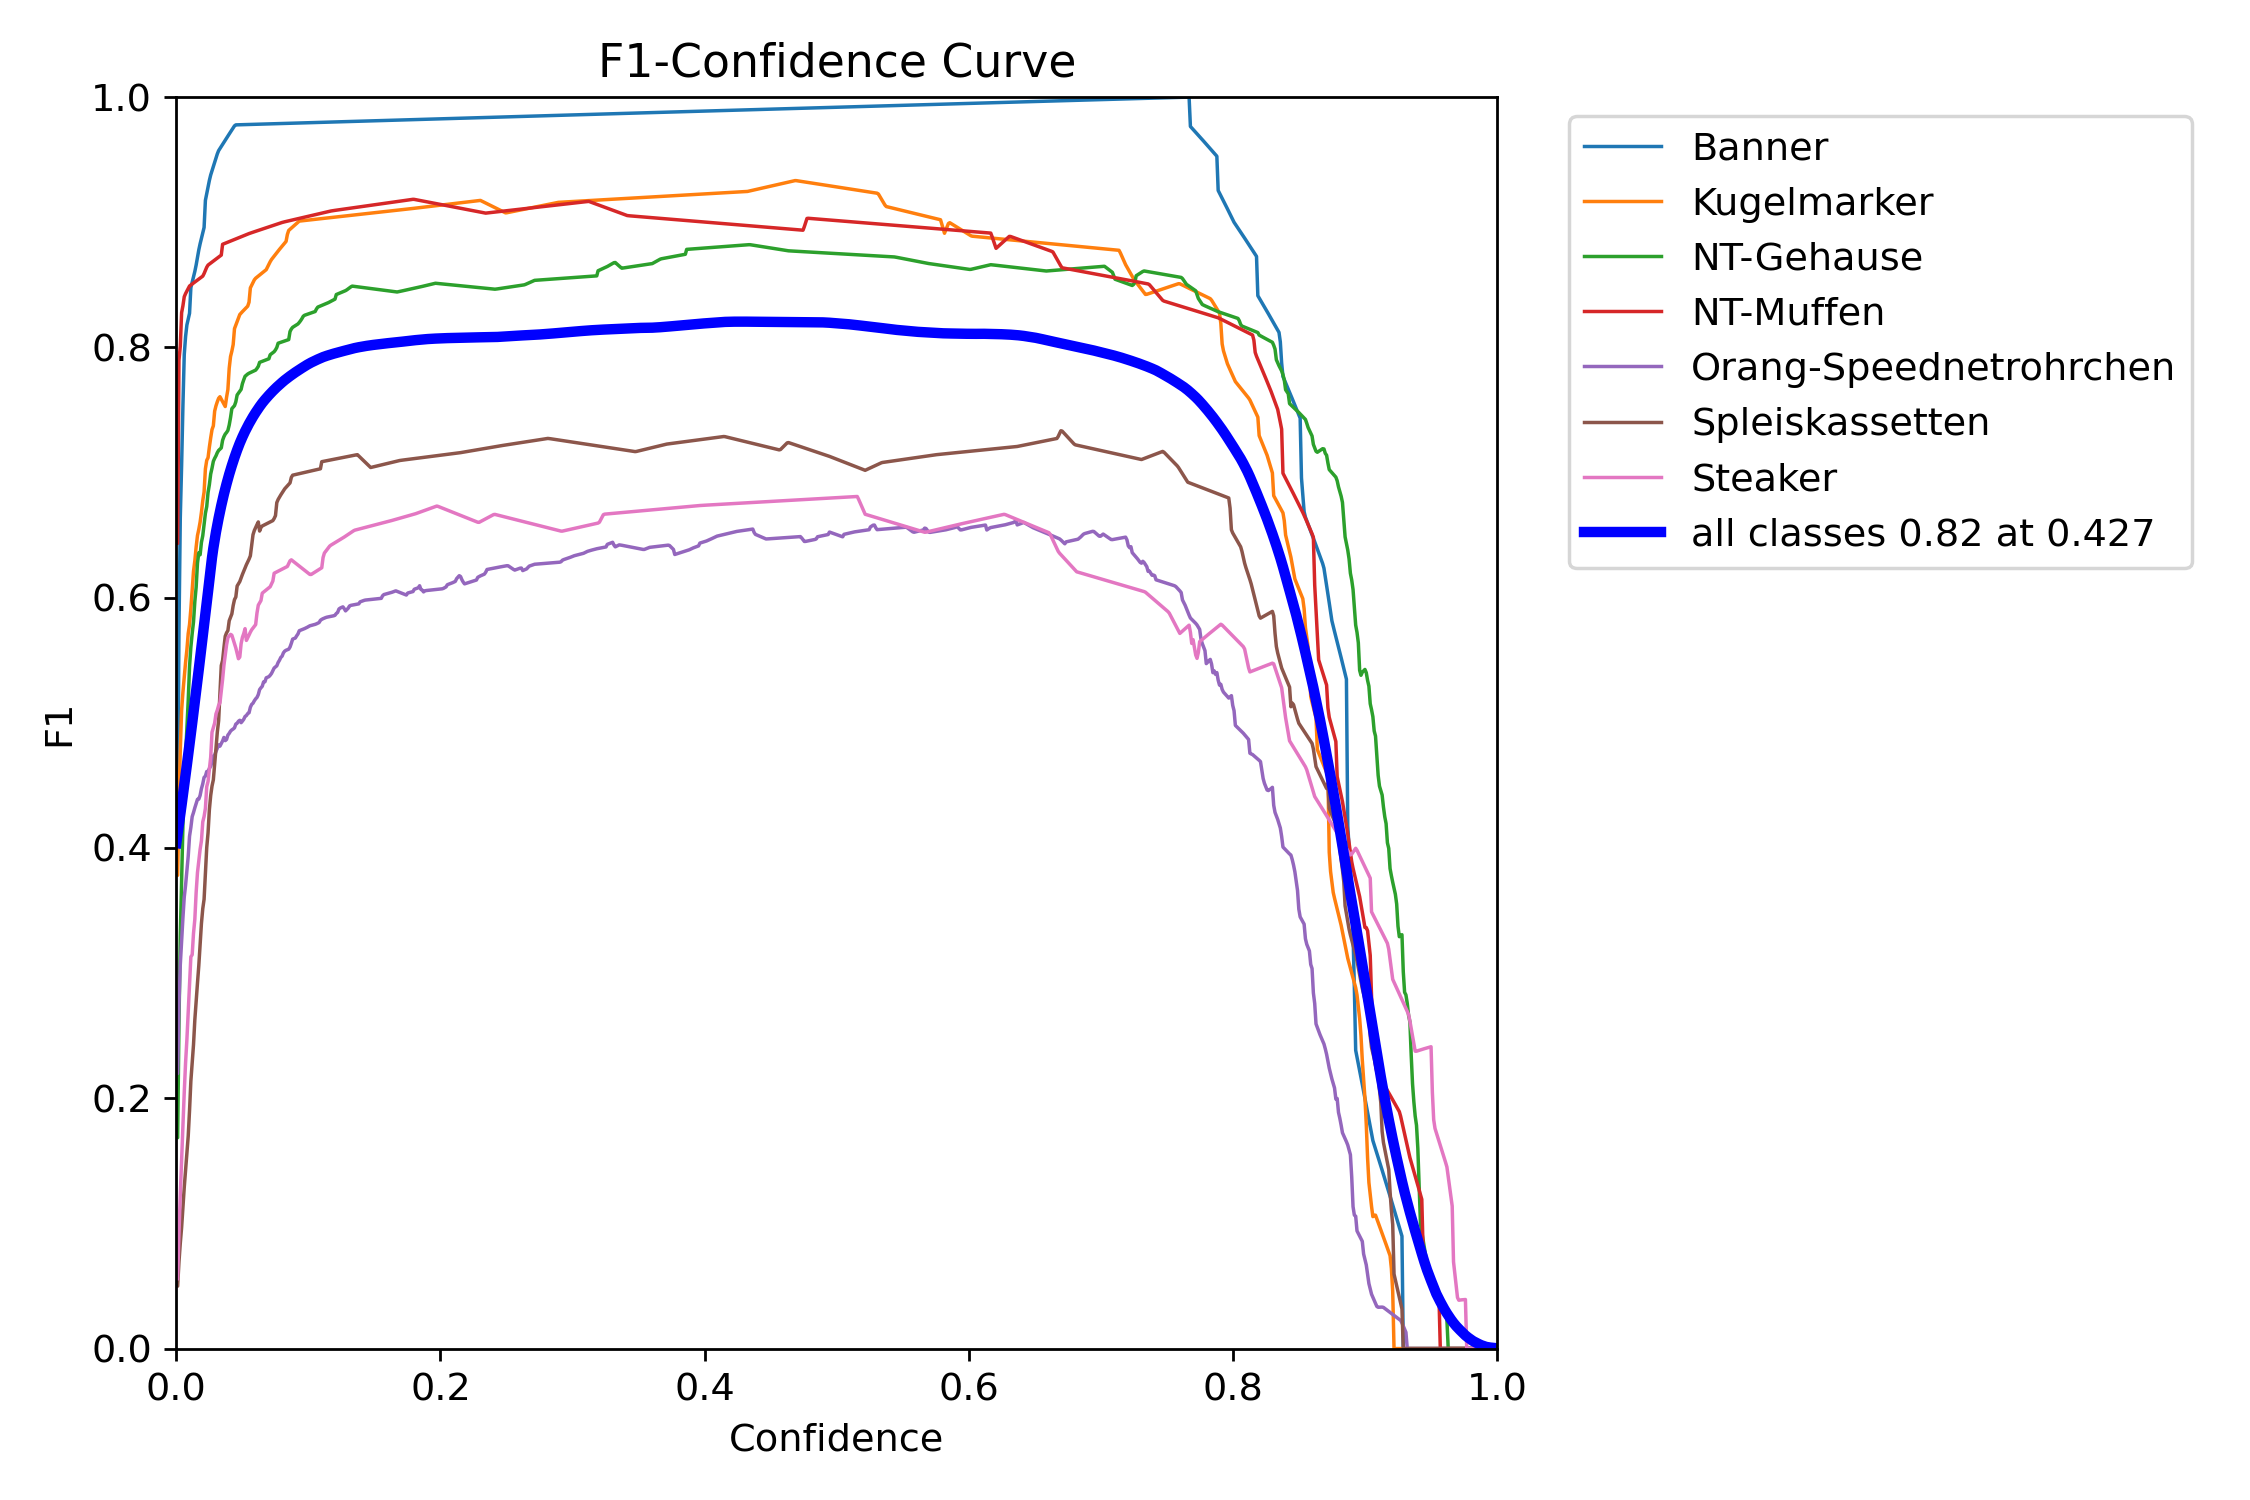 F1-Confidence Curve
1.0
0.8
0.6
0.4
0.2
0.0
F1
0.0 0.2 0.4 0.6 0.8 1.0
Confidence
Banner
Kugelmarker
NT-Gehause
NT-Muffen
Orang-Speednetrohrchen
Spleiskassetten
Steaker
all classes 0.82 at 0.427